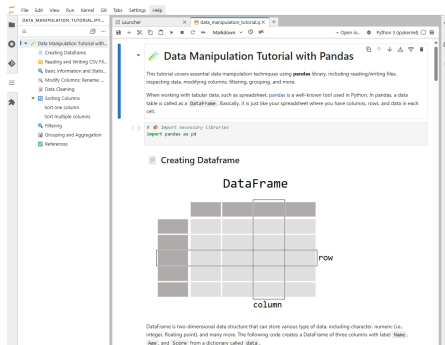 File Edit View Run Kernel Git Tabs Settings Help
DATA_MANIPULATION_TUTORIAL.IPY...
Data Manipulation Tutorial with...
Creating DataFrame
Reading and Writing CSV Fil...
Basic Information and Statis...
Modify Columns: Rename, ...
Data Cleaning
Sorting Columns
Sort one column
Sort multiple columns
Filtering
Grouping and Aggregation
References
Launcher
data_manipulation_tutorial.ip
Markdown
Open in...
Python 3 (ipykernel)
Data Manipulation Tutorial with Pandas
This tutorial covers essential data manipulation techniques using pandas library, including reading/writing files,
inspecting data, modifying columns, filtering, grouping, and more.
When working with tabular data, such as spreadsheet, pandas is a well-known tool used in Python. In pandas, a data
table is called as a DataFrame. Basically, it is just like your spreadsheet where you have columns, rows, and data in each
cell.
[ ]: # Import necessary libraries
import pandas as pd
Creating Dataframe
DataFrame
row
column
DataFrame is two-dimensional data structure that can store various type of data, including character, numeric (i.e.,
integer, floating point), and many more. The following code creates a DataFrame of three columns with label Name,
Age, and Score from a dictionary called data.